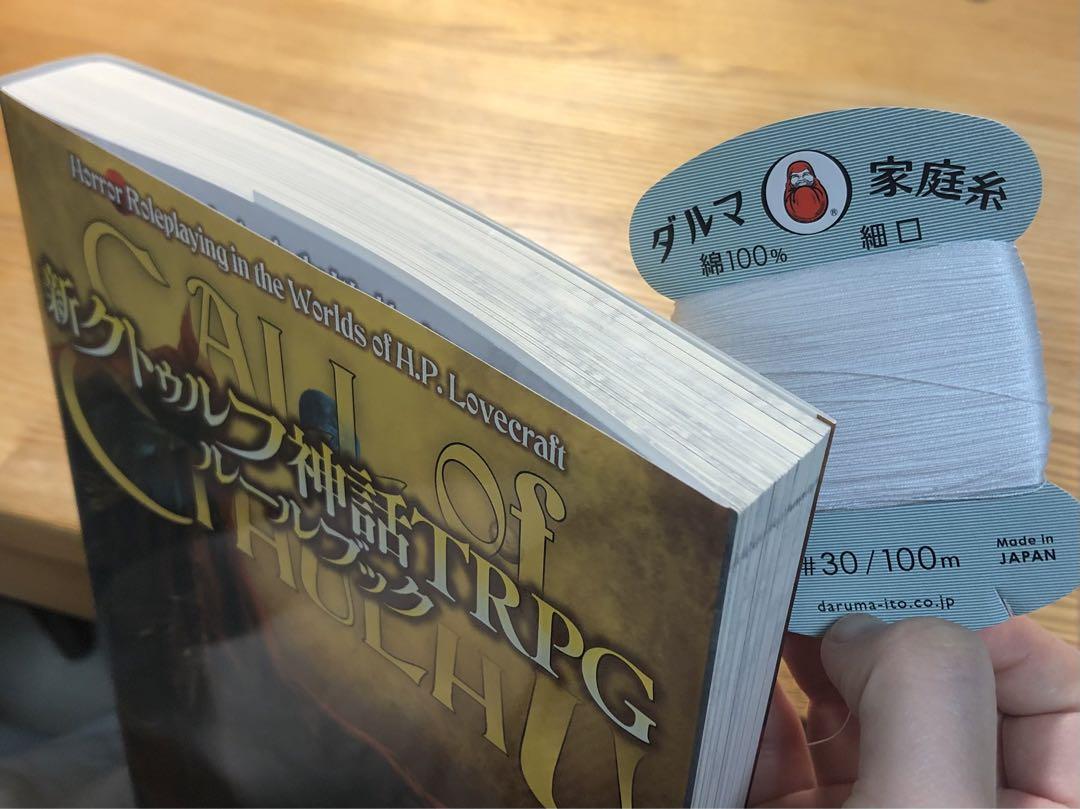 Horror Roleplaying in the Worlds of H.P. Lovecraft
CALL of
CTHULHU
新クトゥルフ神話TRPG
ルールブック
ダルマ
®
家庭糸
綿100%
細口
#30/100m
Made in
JAPAN
daruma-ito.co.jp